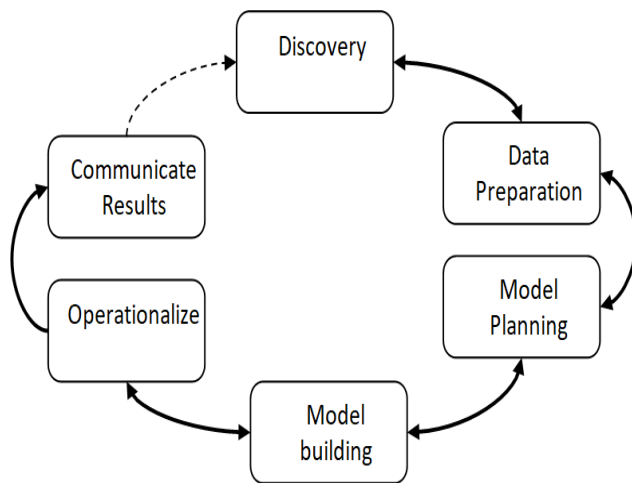 Discovery
Data
Preparation
Model
Planning
Model
building
Operationalize
Communicate
Results